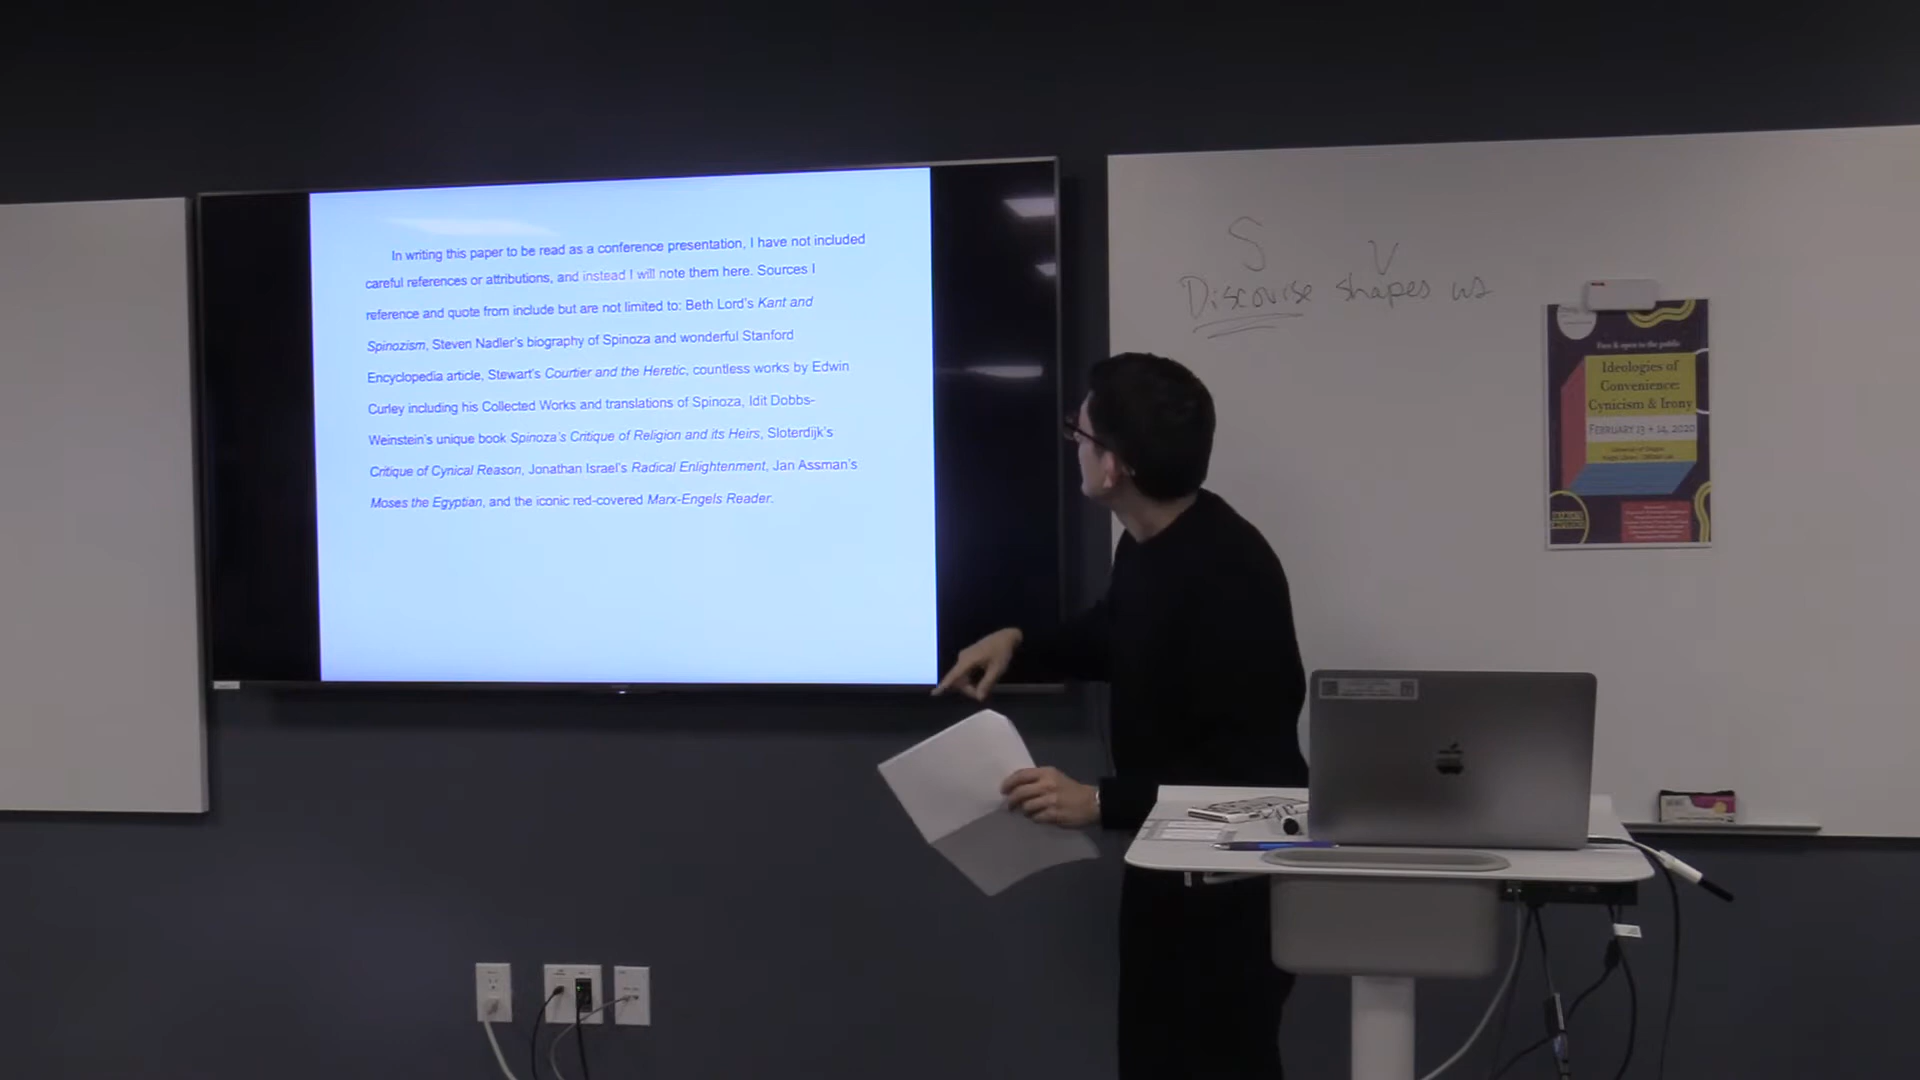 In writing this paper to be read as a conference presentation, I have not included
careful references or attributions, and instead I will note them here. Sources I
reference and quote from include but are not limited to: Beth Lord's Kant and
Spinozism, Steven Nadler's biography of Spinoza and wonderful Stanford
Encyclopedia article, Stewart's Courtier and the Heretic, countless works by Edwin
Curley including his Collected Works and translations of Spinoza, Idit Dobbs-
Weinstein's unique book Spinoza's Critique of Religion and its Heirs, Sloterdijk's
Critique of Cynical Reason, Jonathan Israel's Radical Enlightenment, Jan Assman's
Moses the Egyptian, and the iconic red-covered Marx-Engels Reader.
S V
Discourse shapes us
Free & open to the public
Ideologies of
Convenience:
Cynicism & Irony
February 13 + 14, 2020